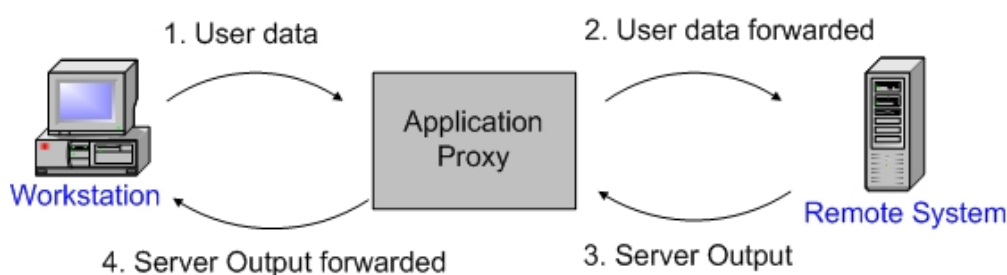 1. User data
2. User data forwarded
Application
Proxy
Workstation
Remote System
3. Server Output
4. Server Output forwarded